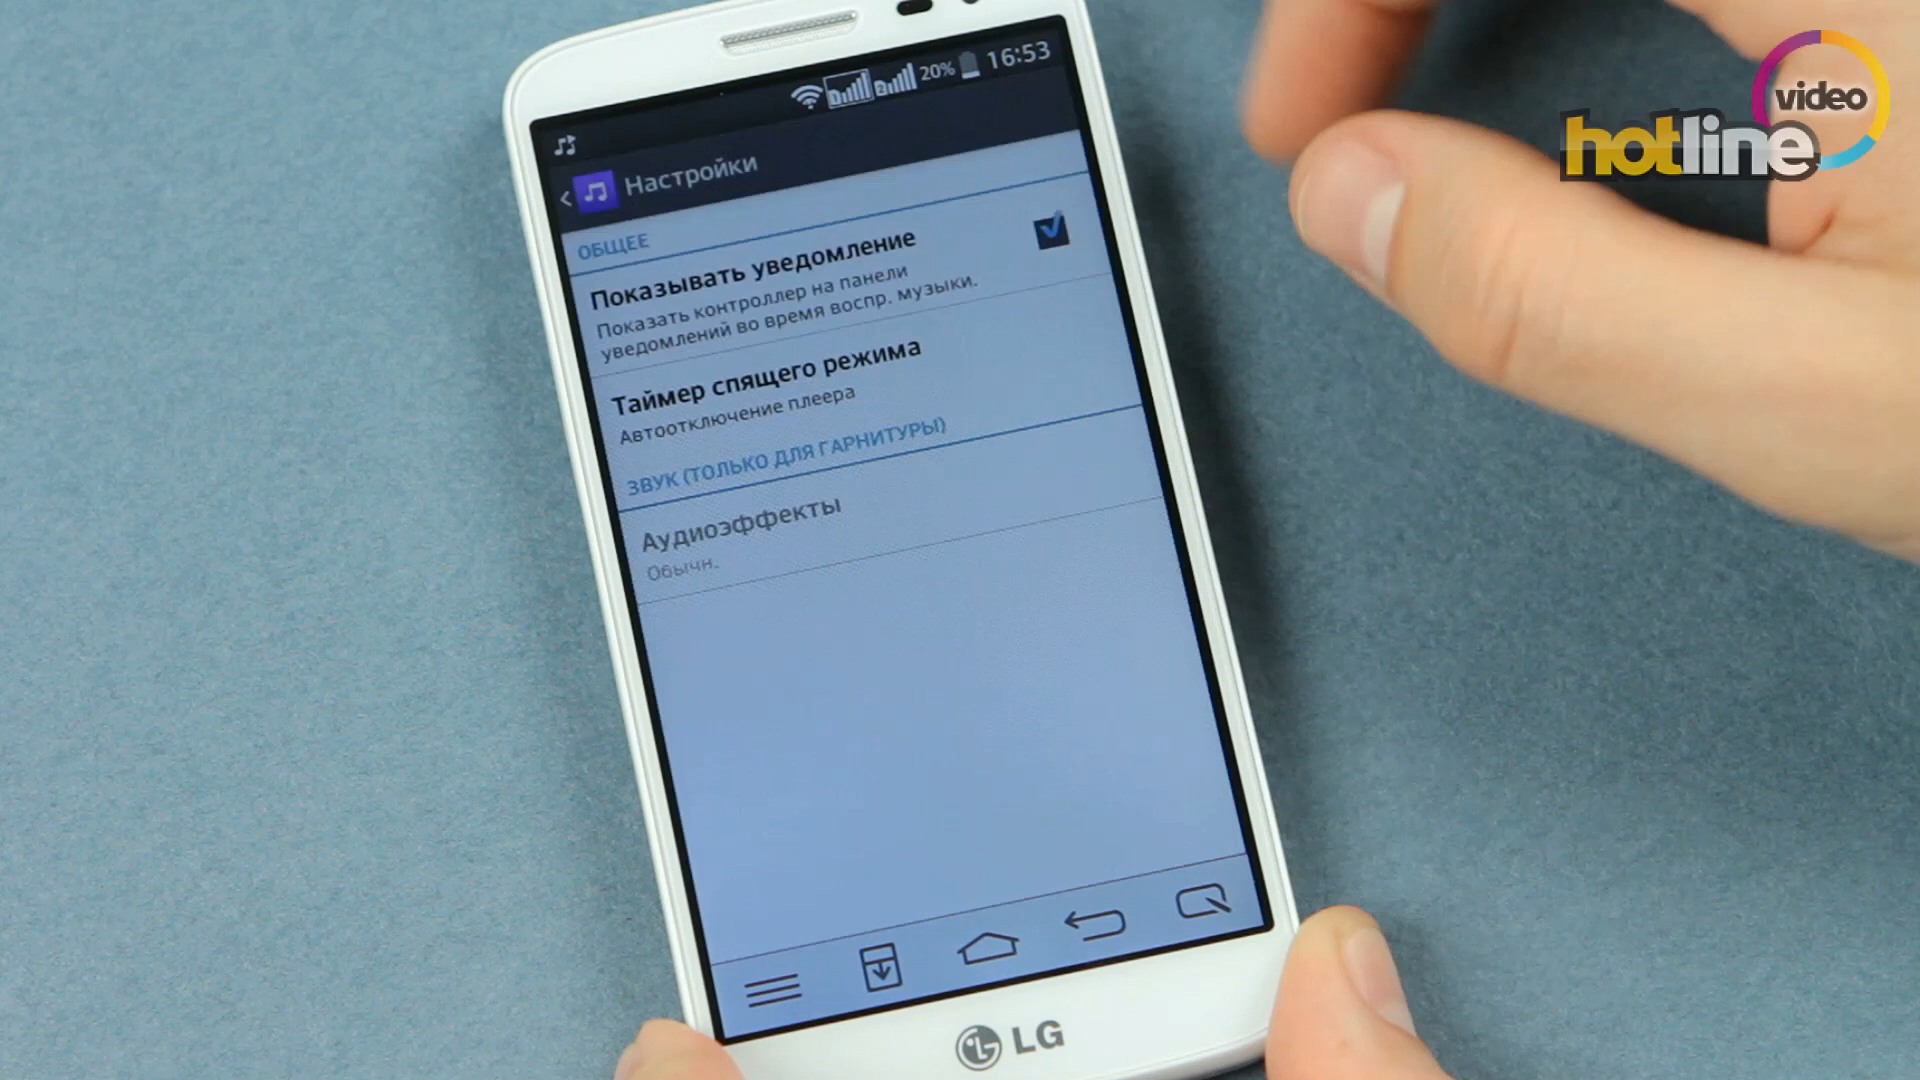 video
hotline
20% 16:53
Настройки
ОБЩЕЕ
Показывать уведомление
Показать контроллер на панели
уведомлений во время воспр. музыки.
Таймер спящего режима
Автоотключение плеера
ЗВУК (ТОЛЬКО ДЛЯ ГАРНИТУРЫ)
Аудиоэффекты
Обычн.
LG